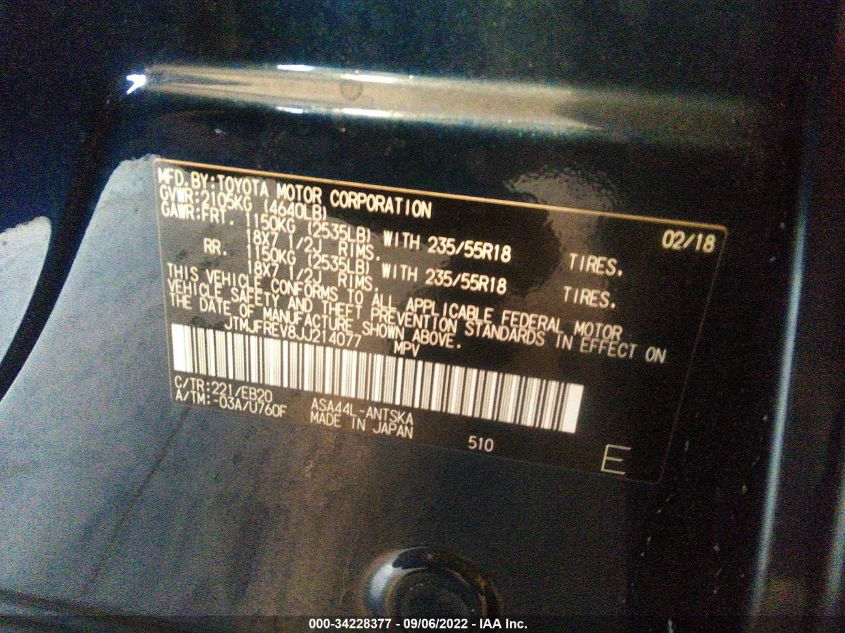 MFD.BY:TOYOTA MOTOR CORPORATION 02/18
GVWR:2105KG (4640LB)
GAWR:FRT. 1150KG (2535LB) WITH 235/55R18 TIRES.
18X7 1/2J RIMS.
RR. 1150KG (2535LB) WITH 235/55R18 TIRES.
18X7 1/2J RIMS.
THIS VEHICLE CONFORMS TO ALL APPLICABLE FEDERAL MOTOR
VEHICLE SAFETY AND THEFT PREVENTION STANDARDS IN EFFECT ON
THE DATE OF MANUFACTURE SHOWN ABOVE.
JTMJFREV8JJ214077 MPV
C/TR:221/EB20 ASA44L-ANTSKA
A/TM:-03A/U760F MADE IN JAPAN 510 E
000-34228377 - 09/06/2022 - IAA Inc.